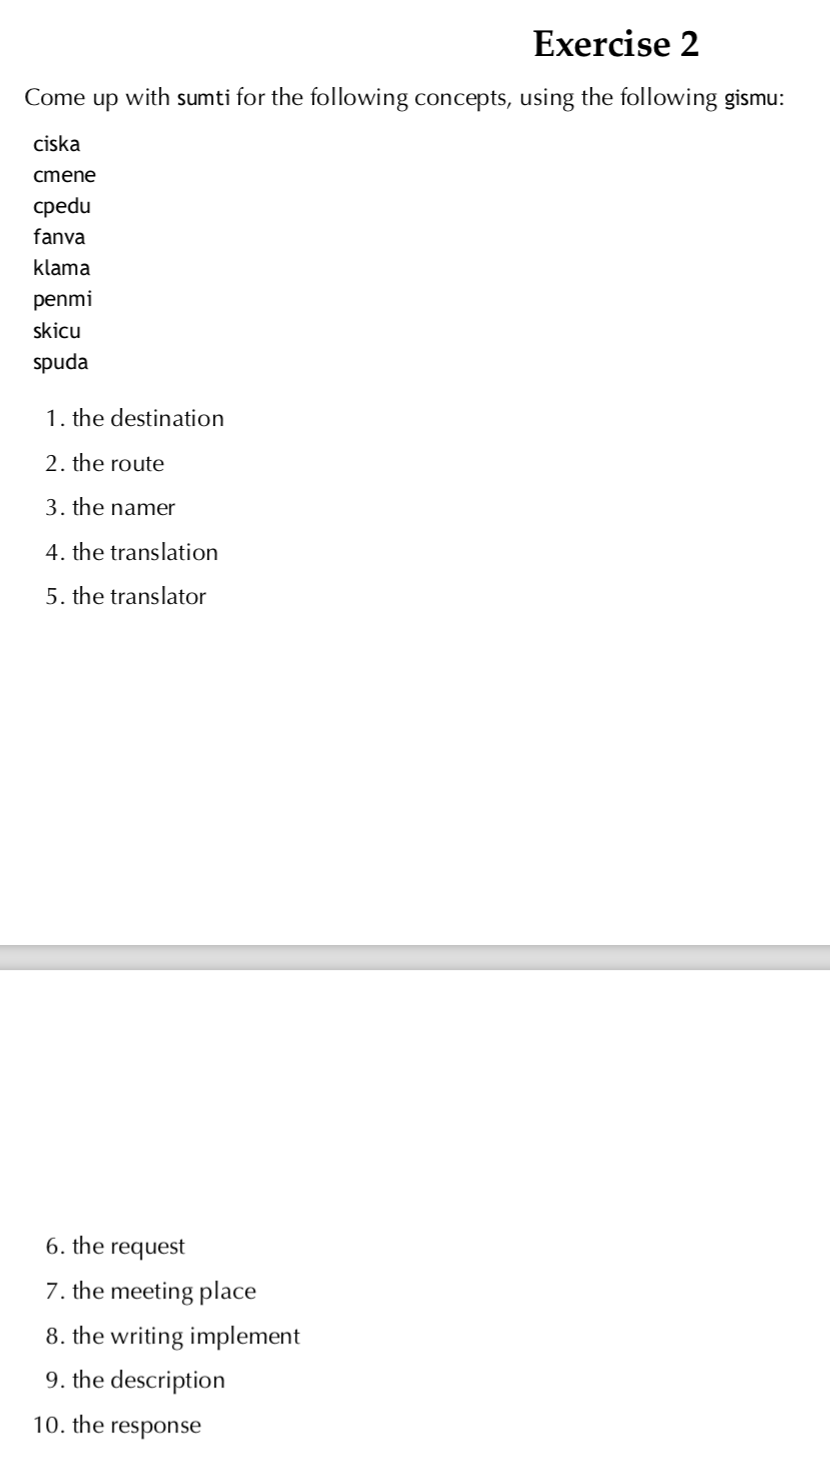 Exercise 2
Come up with sumti for the following concepts, using the following gismu:
ciska
cmene
cpedu
fanva
klama
penmi
skicu
spuda
1. the destination
2. the route
3. the namer
4. the translation
5. the translator
6. the request
7. the meeting place
8. the writing implement
9. the description
10. the response